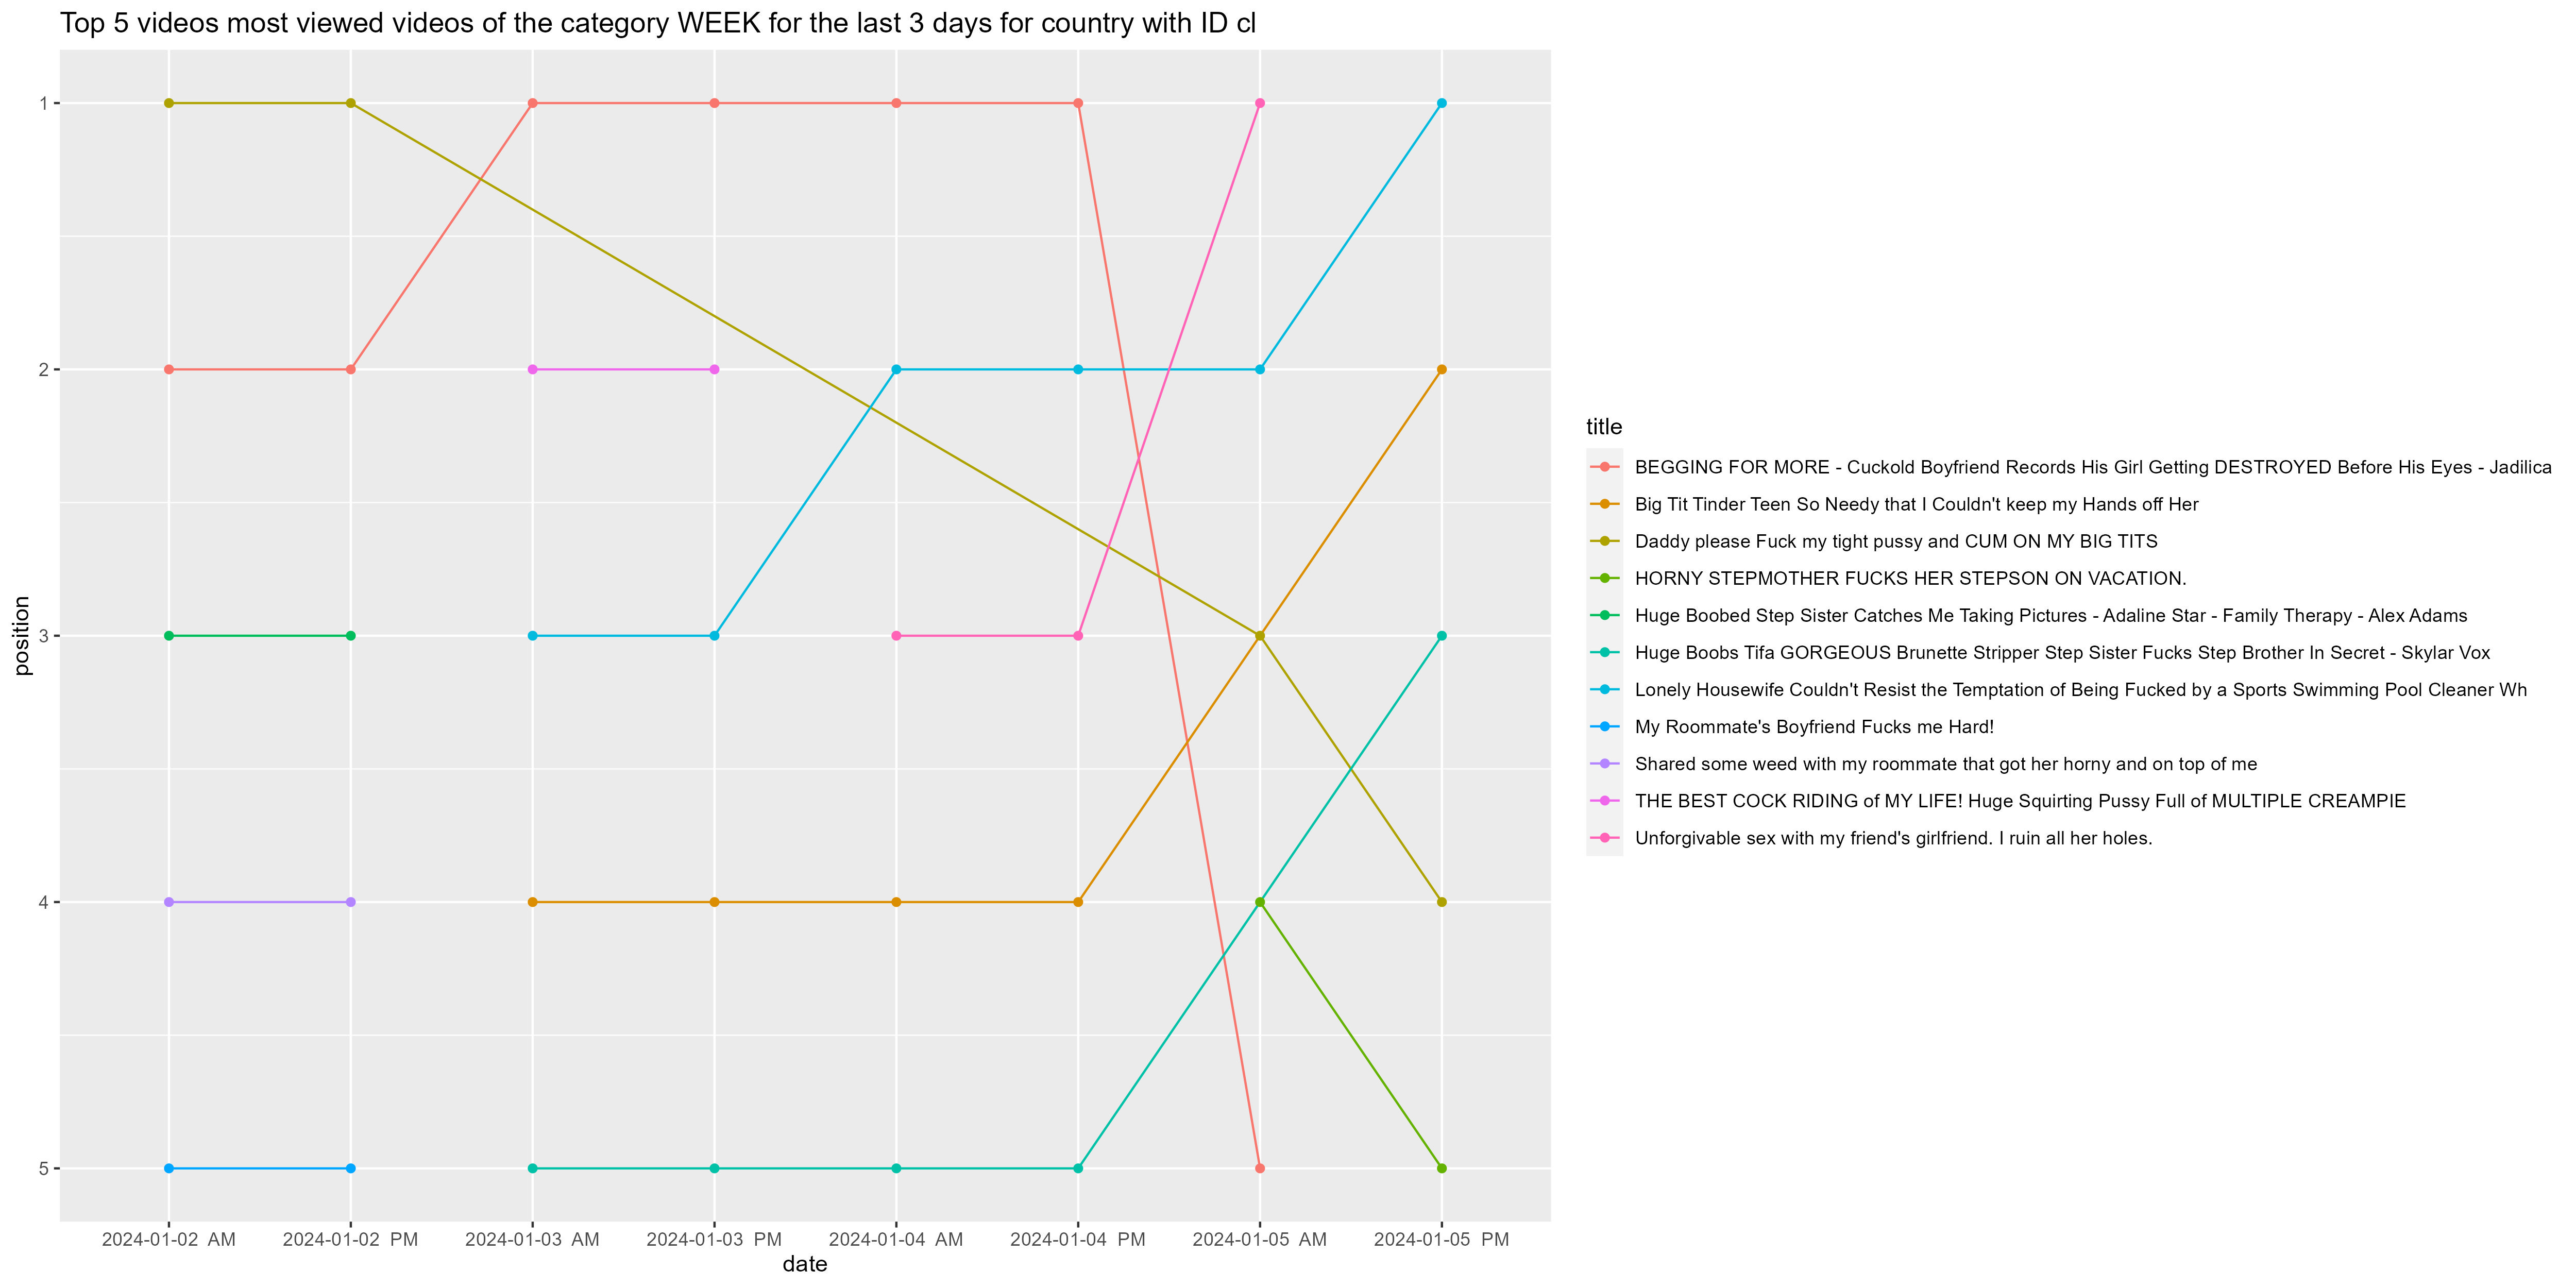 Top 5 videos most viewed videos of the category WEEK for the last 3 days for country with ID cl
position
1
2
3
4
5
2024-01-02 AM
2024-01-02 PM
2024-01-03 AM
2024-01-03 PM
2024-01-04 AM
2024-01-04 PM
2024-01-05 AM
2024-01-05 PM
date
title
BEGGING FOR MORE - Cuckold Boyfriend Records His Girl Getting DESTROYED Before His Eyes - Jadilica
Big Tit Tinder Teen So Needy that I Couldn't keep my Hands off Her
Daddy please Fuck my tight pussy and CUM ON MY BIG TITS
HORNY STEPMOTHER FUCKS HER STEPSON ON VACATION.
Huge Boobed Step Sister Catches Me Taking Pictures - Adaline Star - Family Therapy - Alex Adams
Huge Boobs Tifa GORGEOUS Brunette Stripper Step Sister Fucks Step Brother In Secret - Skylar Vox
Lonely Housewife Couldn't Resist the Temptation of Being Fucked by a Sports Swimming Pool Cleaner Wh
My Roommate's Boyfriend Fucks me Hard!
Shared some weed with my roommate that got her horny and on top of me
THE BEST COCK RIDING of MY LIFE! Huge Squirting Pussy Full of MULTIPLE CREAMPIE
Unforgivable sex with my friend's girlfriend. I ruin all her holes.